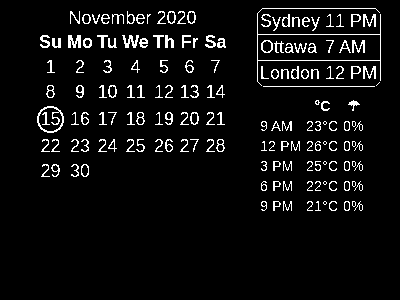 November 2020
Su Mo Tu We Th Fr Sa
1 2 3 4 5 6 7
8 9 10 11 12 13 14
15 16 17 18 19 20 21
22 23 24 25 26 27 28
29 30
Sydney 11 PM
Ottawa 7 AM
London 12 PM
°C ☂
9 AM 23°C 0%
12 PM 26°C 0%
3 PM 25°C 0%
6 PM 22°C 0%
9 PM 21°C 0%